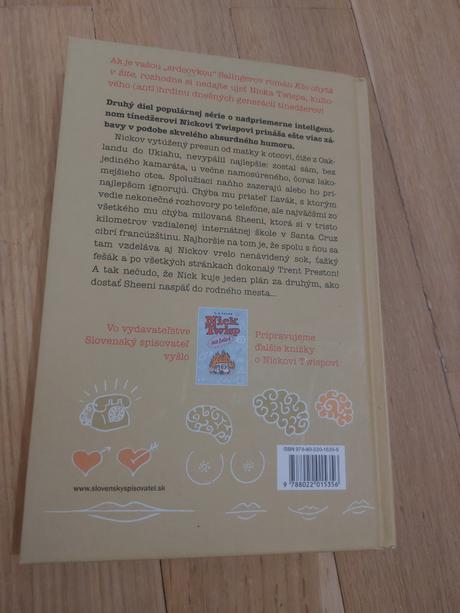 Ak je vašou „srdcovkou“ Salingerov román Kto chytá
v žite, rozhodne si nedajte ujsť Nicka Twispa, kulto-
vého (anti)hrdinu dnešných generácií tínedžerov!
Druhý diel populárnej série o nadpriemerne inteligent-
nom tínedžerovi Nickovi Twispovi prináša ešte viac zá-
bavy v podobe skvelého absurdného humoru.
Nickov vytúžený presun od matky k otcovi, čiže z Oak-
landu do Ukiahu, nevypálil najlepšie: zostal sám, bez
jediného kamaráta, u večne namosúreného, čoraz lako-
mejšieho otca. Spolužiaci naňho zazerajú alebo ho pri-
najlepšom ignorujú. Chýba mu priateľ Ľavák, s ktorým
vedie nekonečné rozhovory po telefóne, ale najväčšmi zo
všetkého mu chýba milovaná Sheeni, ktorá si v tristo
kilometrov vzdialenej internátnej škole v Santa Cruz
cibrí francúzštinu. Najhoršie na tom je, že spolu s ňou sa
tam vzdeláva aj Nickov vrelo nenávidený sok, ťažký
fešák a po všetkých stránkach dokonalý Trent Preston!
A tak nečudo, že Nick kuje jeden plán za druhým, ako
dostať Sheeni naspäť do rodného mesta...
Vo vydavateľstve
Slovenský spisovateľ
vyšlo
Nick
Twisp
Pripravujeme
ďalšie knižky
o Nickovi Twispovi
www.slovenskyspisovatel.sk
ISBN 978-80-220-1535-6
9 788022 015356